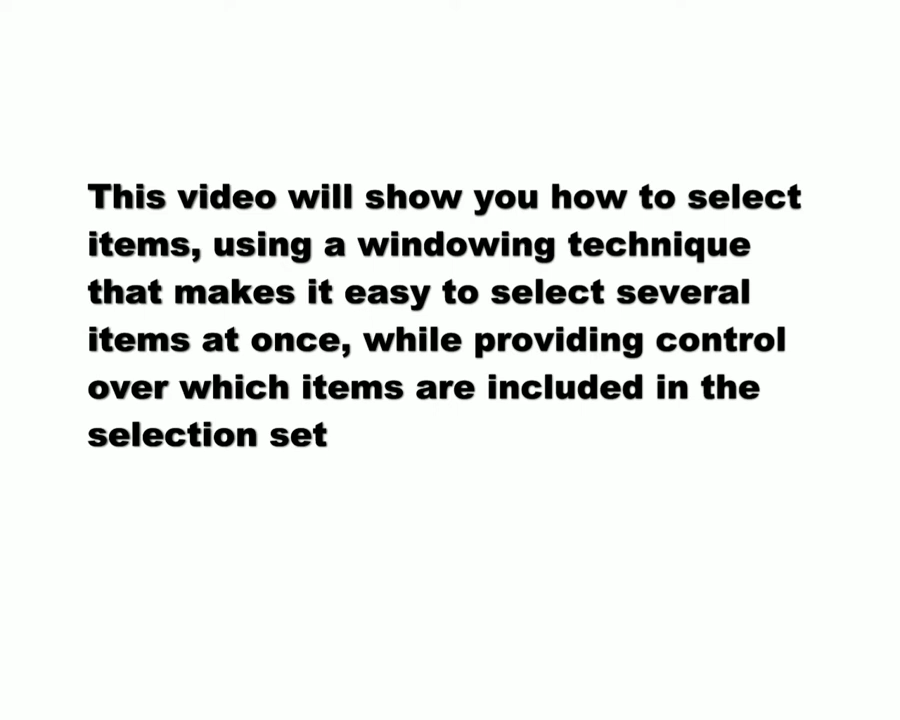 This video will show you how to select
items, using a windowing technique
that makes it easy to select several
items at once, while providing control
over which items are included in the
selection set